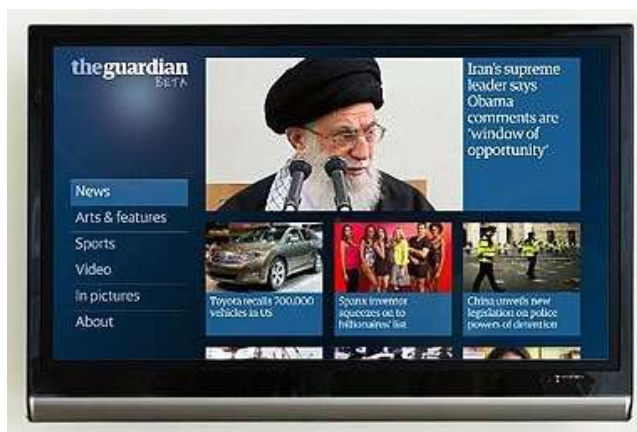 theguardian
BETA
Iran's supreme
leader says
Obama
comments are
'window of
opportunity'.
News
Arts & features
Sports
Video
In pictures
About
Toyota recalls 700,000
vehicles in US
Spanx inventor
squeezes on to
billionaires' list
China unveils new
legislation on police
powers of detention